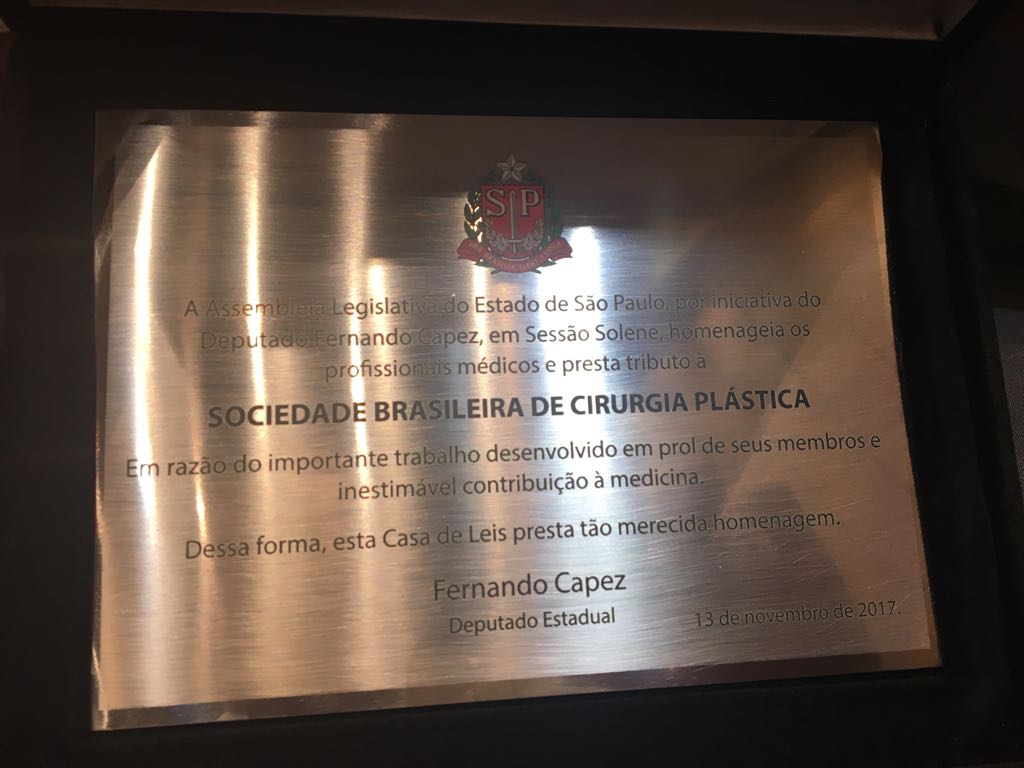 SP
A Assembleia Legislativa do Estado de São Paulo, por iniciativa do
Deputado Fernando Capez, em Sessão Solene, homenageia os
profissionais médicos e presta tributo à
SOCIEDADE BRASILEIRA DE CIRURGIA PLÁSTICA
Em razão do importante trabalho desenvolvido em prol de seus membros e
inestimável contribuição à medicina.
Dessa forma, esta Casa de Leis presta tão merecida homenagem.
Fernando Capez
Deputado Estadual
13 de novembro de 2017.